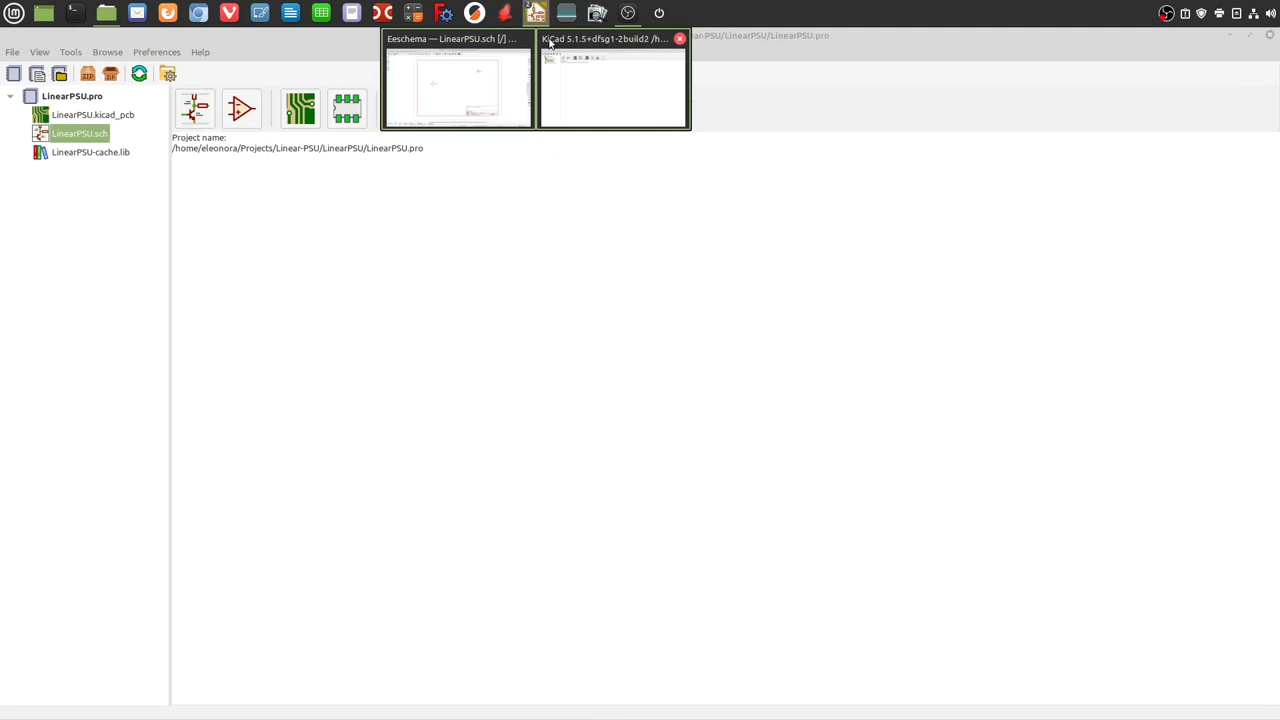 Eeschema — LinearPSU.sch [/] ...
KiCad 5.1.5+dfsg1-2build2 /h...
ar-PSU/LinearPSU/LinearPSU.pro
File
View
Tools
Browse
Preferences
Help
LinearPSU.pro
LinearPSU.kicad_pcb
LinearPSU.sch
LinearPSU-cache.lib
Project name:
/home/eleonora/Projects/Linear-PSU/LinearPSU/LinearPSU.pro